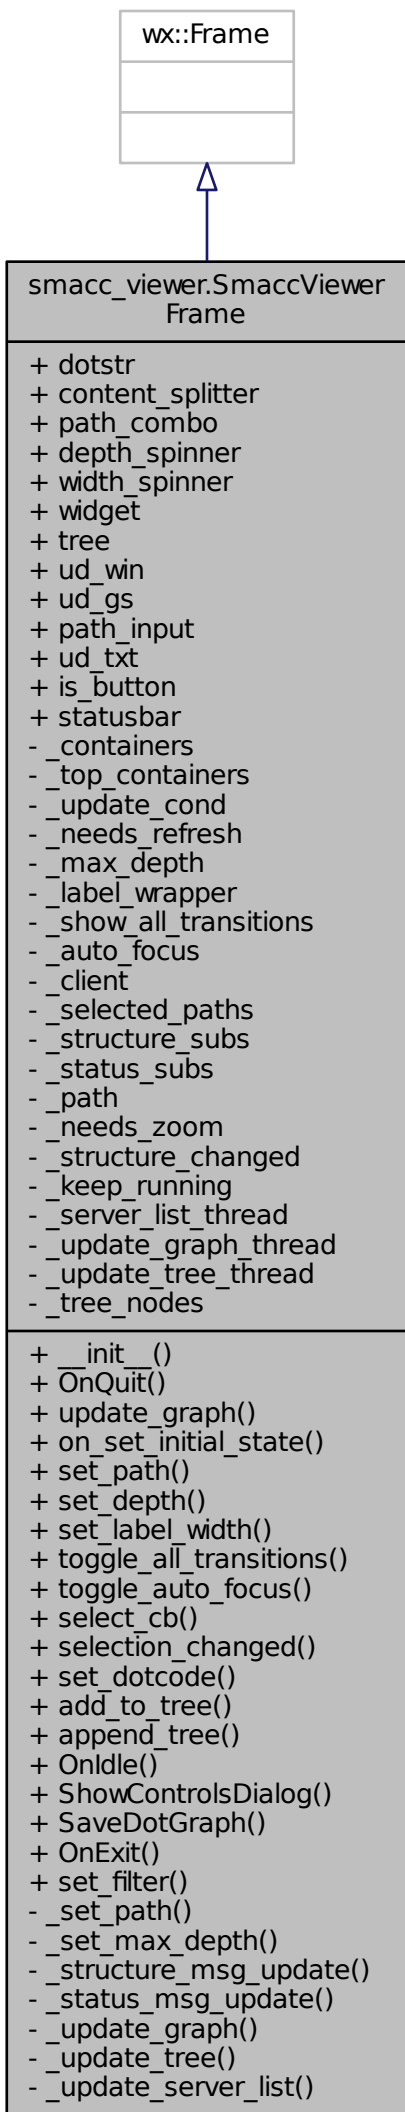 wx::Frame
smacc_viewer.SmaccViewer
Frame
+ dotstr
+ content_splitter
+ path_combo
+ depth_spinner
+ width_spinner
+ widget
+ tree
+ ud_win
+ ud_gs
+ path_input
+ ud_txt
+ is_button
+ statusbar
- _containers
- _top_containers
- _update_cond
- _needs_refresh
- _max_depth
- _label_wrapper
- _show_all_transitions
- _auto_focus
- _client
- _selected_paths
- _structure_subs
- _status_subs
- _path
- _needs_zoom
- _structure_changed
- _keep_running
- _server_list_thread
- _update_graph_thread
- _update_tree_thread
- _tree_nodes
+ __init__()
+ OnQuit()
+ update_graph()
+ on_set_initial_state()
+ set_path()
+ set_depth()
+ set_label_width()
+ toggle_all_transitions()
+ toggle_auto_focus()
+ select_cb()
+ selection_changed()
+ set_dotcode()
+ add_to_tree()
+ append_tree()
+ OnIdle()
+ ShowControlsDialog()
+ SaveDotGraph()
+ OnExit()
+ set_filter()
- _set_path()
- _set_max_depth()
- _structure_msg_update()
- _status_msg_update()
- _update_graph()
- _update_tree()
- _update_server_list()